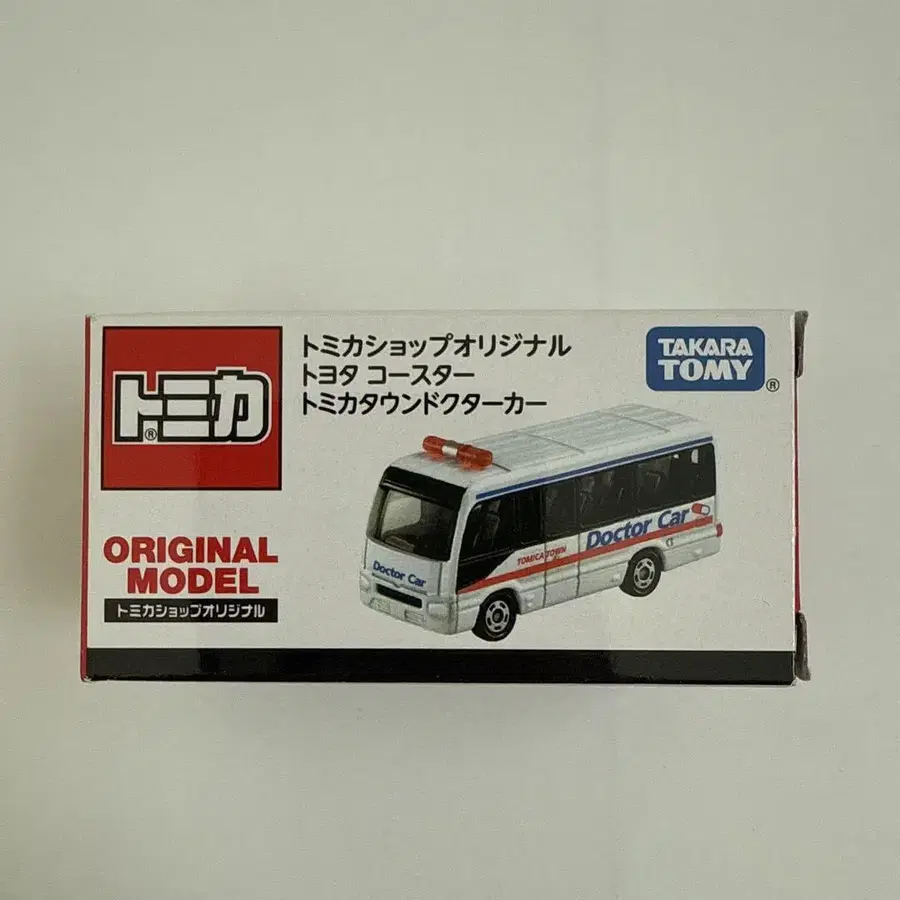 トミカ
®
トミカショップオリジナル
トヨタ コースター
トミカタウンドクターカー
TAKARA
TOMY
®
ORIGINAL
MODEL
トミカショップオリジナル
Doctor Car
TOMICA TOWN
Doctor Car